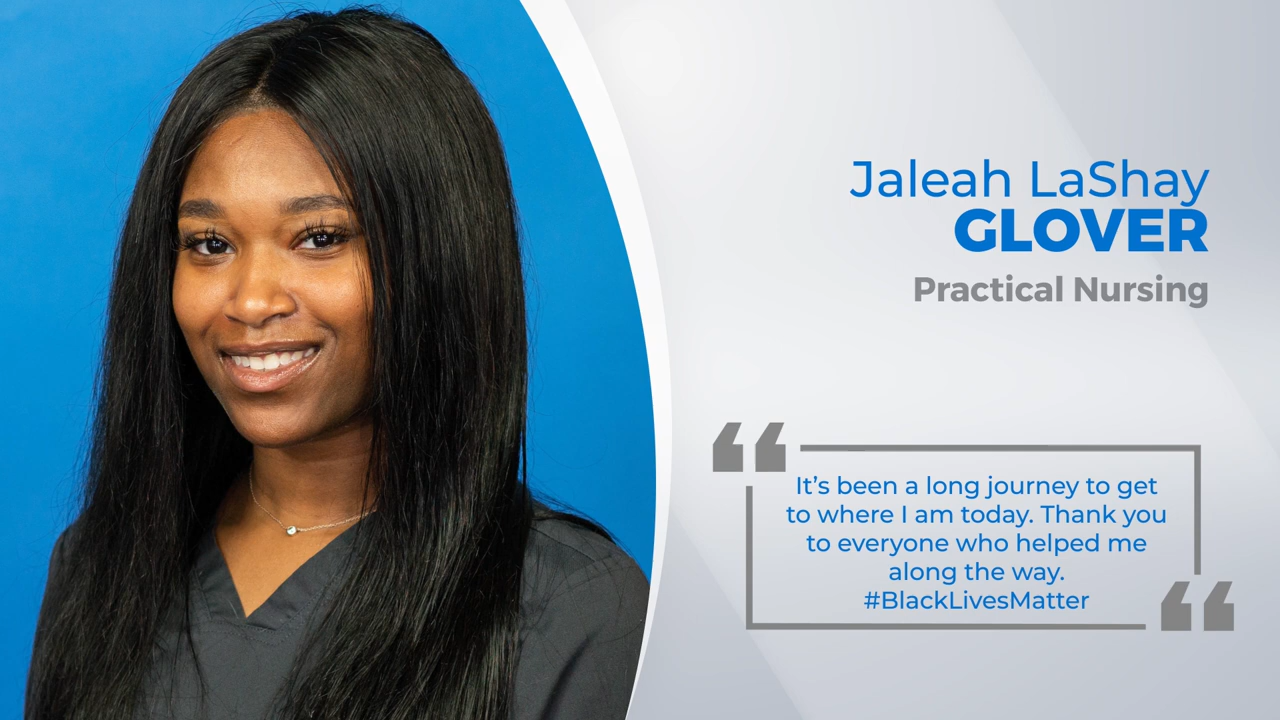 Jaleah LaShay
GLOVER
Practical Nursing
It’s been a long journey to get
to where I am today. Thank you
to everyone who helped me
along the way.
#BlackLivesMatter